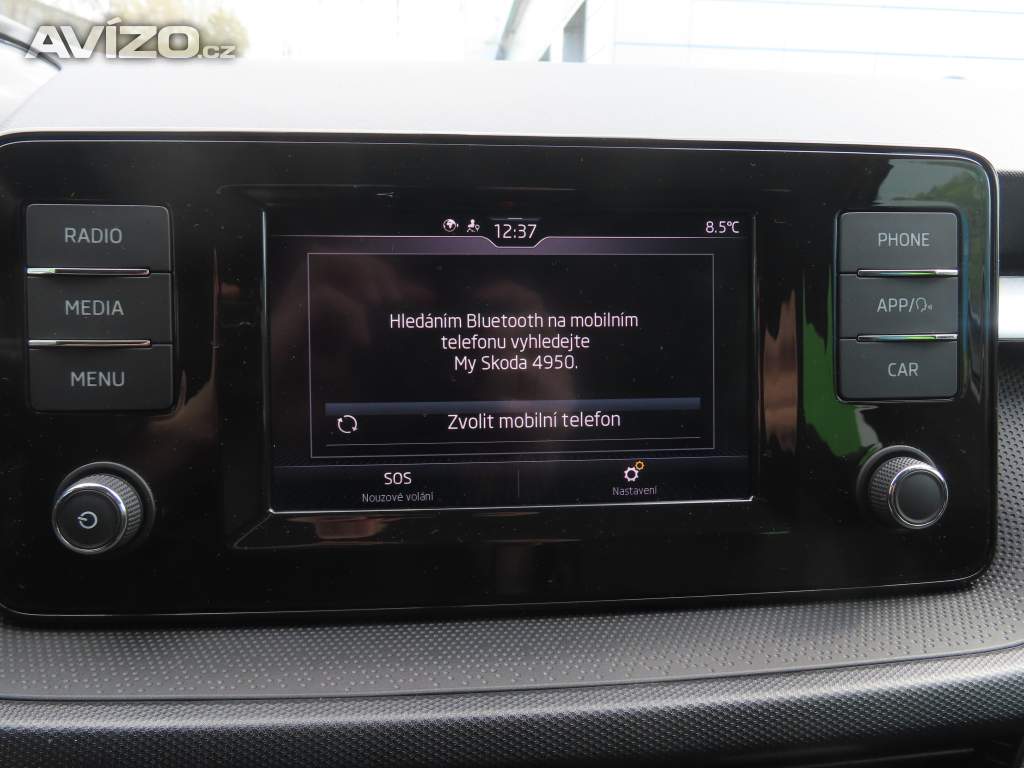 AVÍZO.cz
RADIO
MEDIA
MENU
12:37
8.5°C
Hledáním Bluetooth na mobilním
telefonu vyhledejte
My Skoda 4950.
Zvolit mobilní telefon
SOS
Nouzové volání
Nastavení
PHONE
APP/
CAR